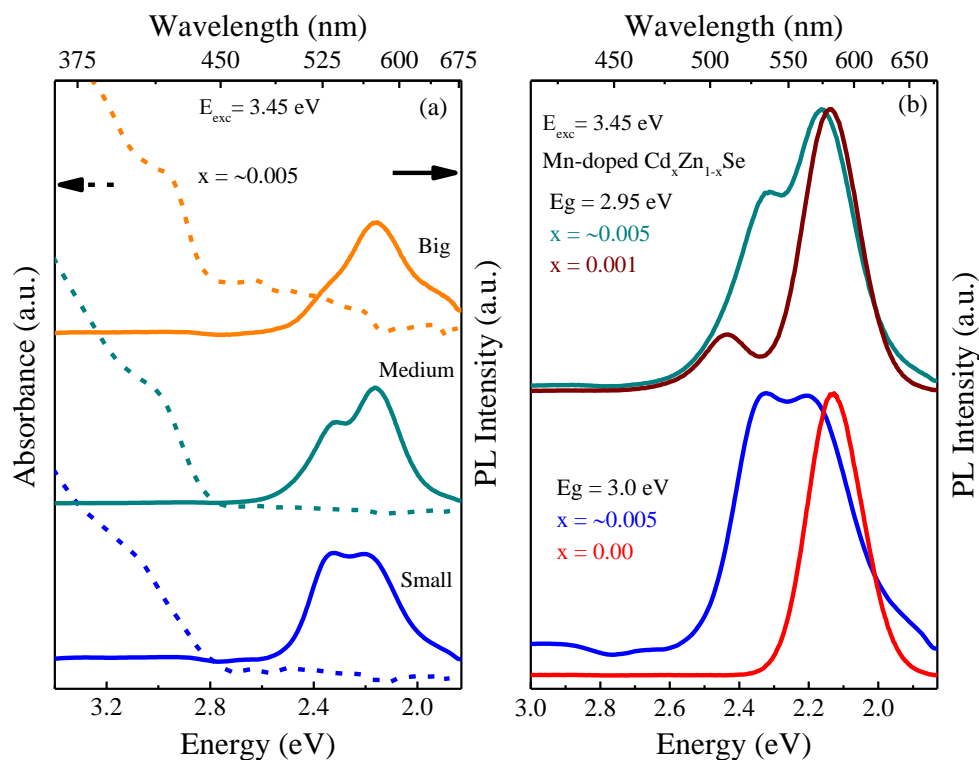 Wavelength (nm)
375 450 525 600 675
E_exc= 3.45 eV
(a)
x = ~0.005
Big
Medium
Small
Absorbance (a.u.)
PL Intensity (a.u.)
3.2 2.8 2.4 2.0
Energy (eV)
Wavelength (nm)
450 500 550 600 650
(b)
E_exc= 3.45 eV
Mn-doped Cd_xZn_1-xSe
Eg = 2.95 eV
x = ~0.005
x = 0.001
Eg = 3.0 eV
x = ~0.005
x = 0.00
PL Intensity (a.u.)
3.0 2.8 2.6 2.4 2.2 2.0
Energy (eV)